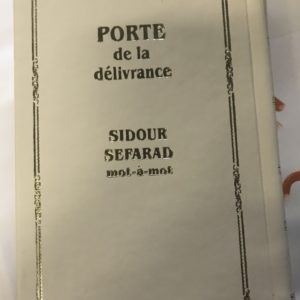 PORTE
de la
délivrance
SIDOUR
SEFARAD
mot-à-mot